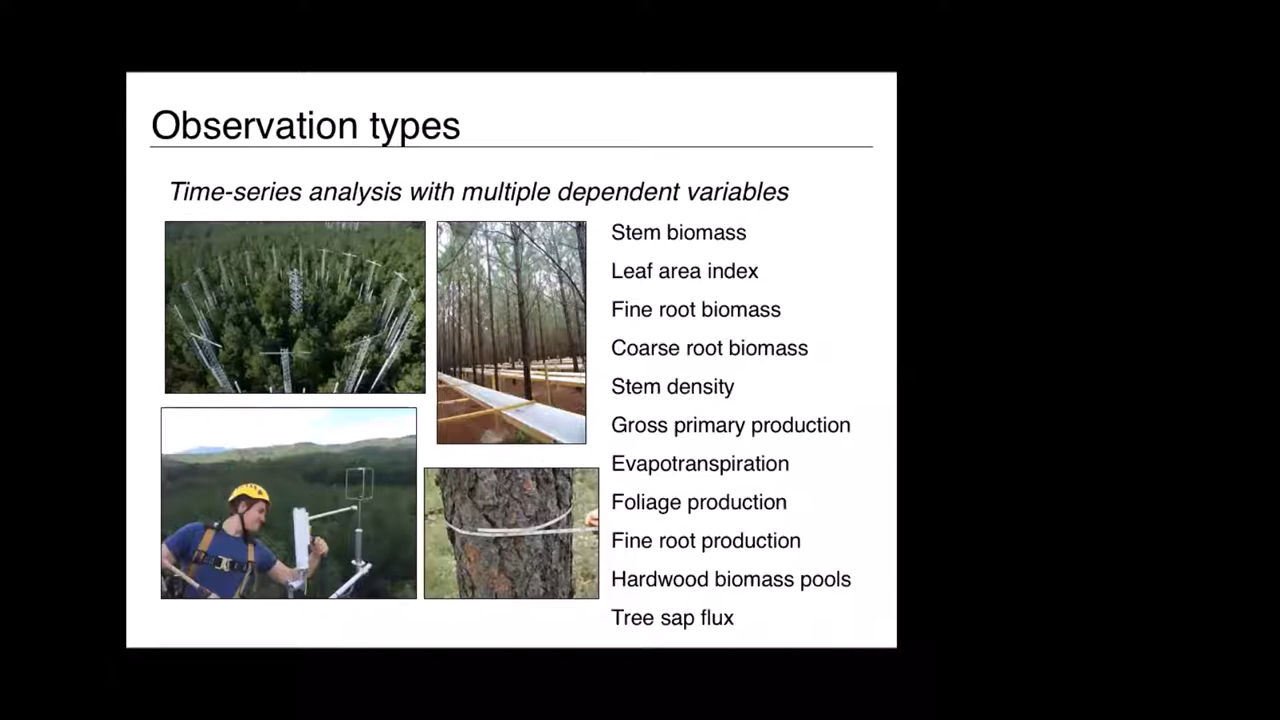 Observation types
Time-series analysis with multiple dependent variables
Stem biomass
Leaf area index
Fine root biomass
Coarse root biomass
Stem density
Gross primary production
Evapotranspiration
Foliage production
Fine root production
Hardwood biomass pools
Tree sap flux